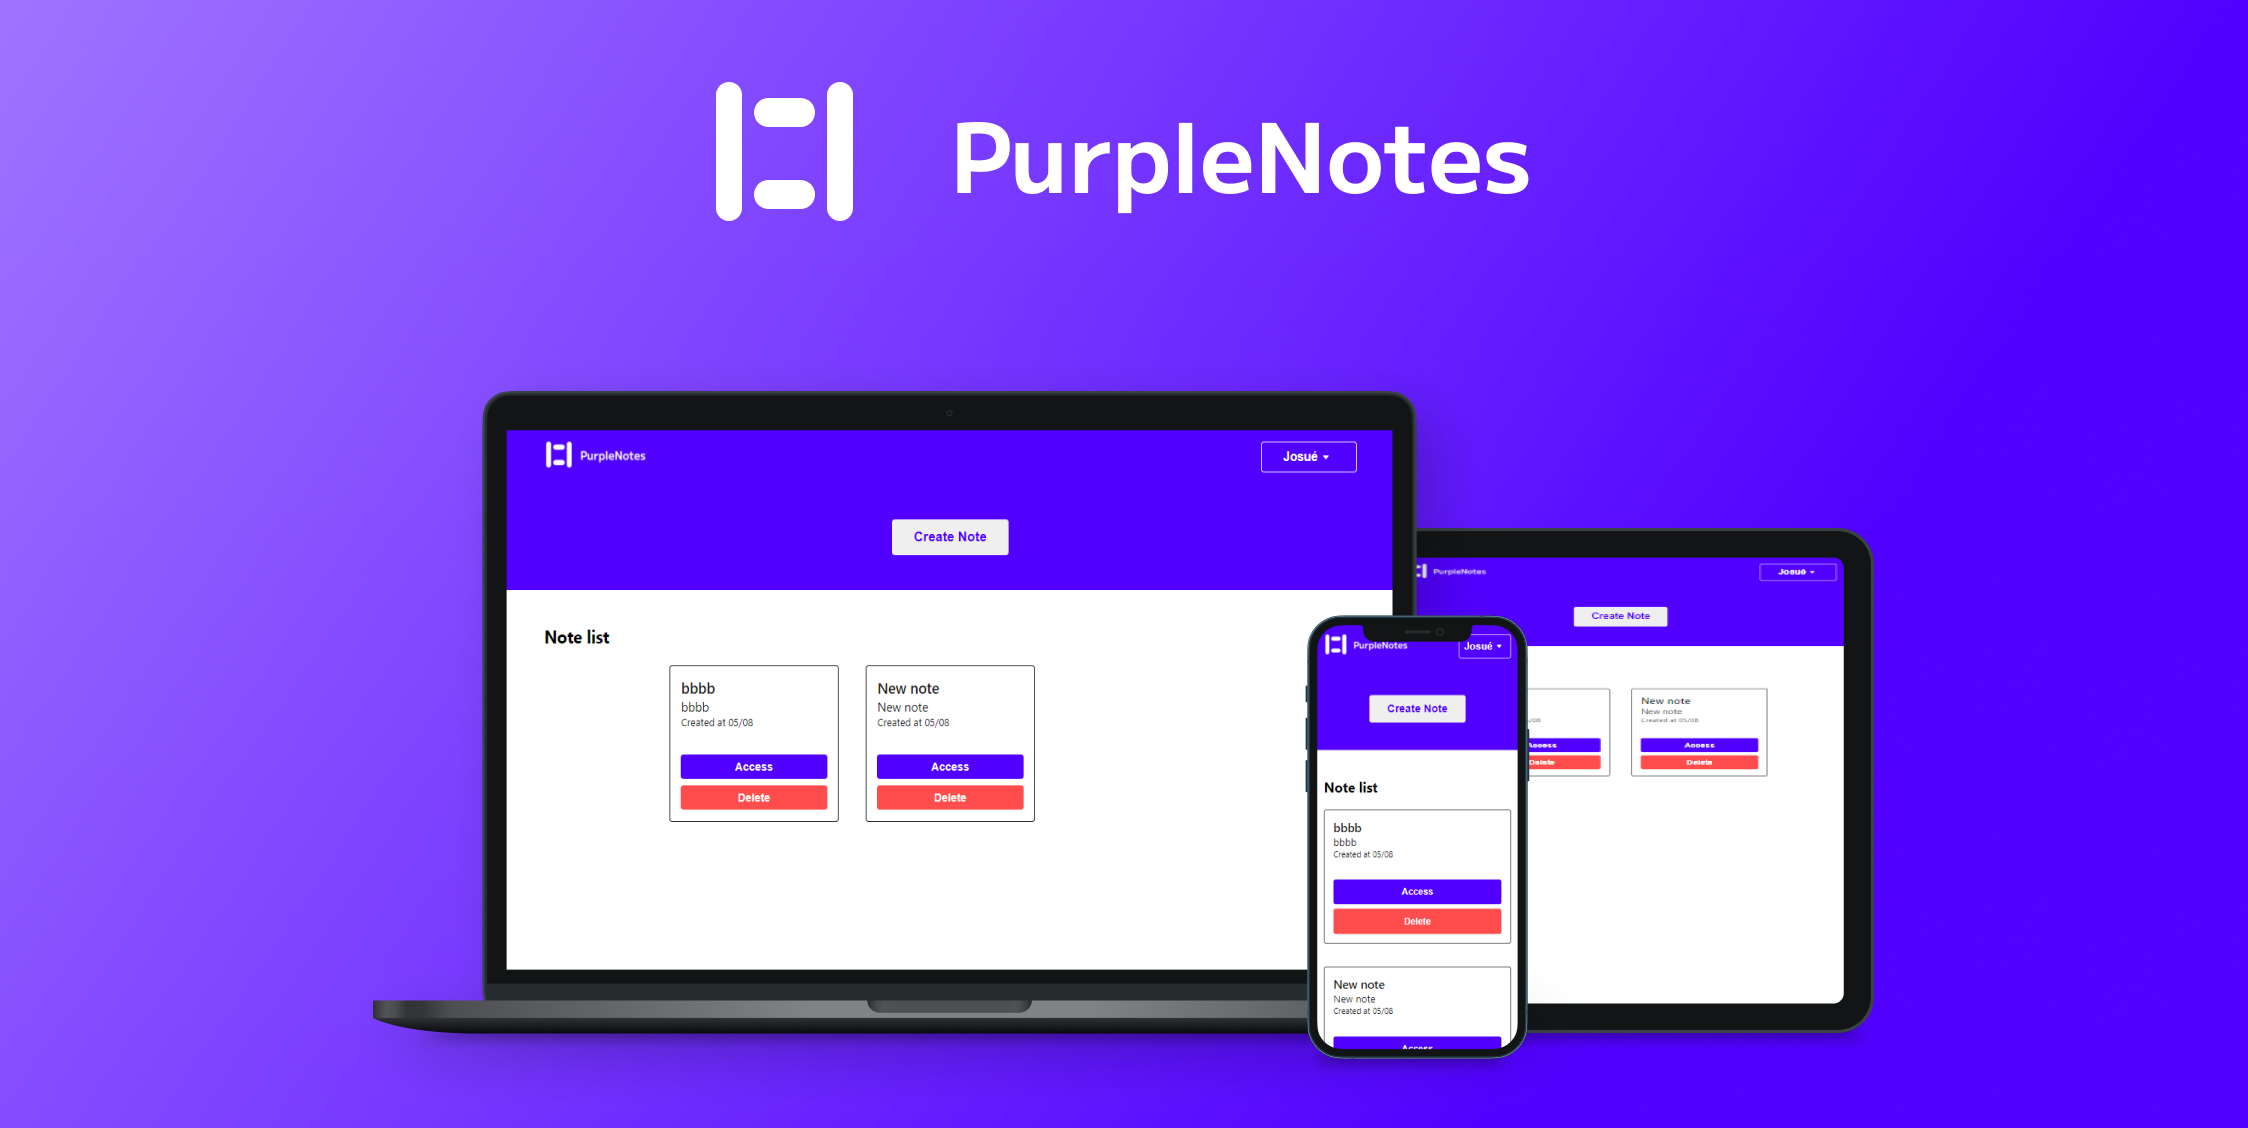 PurpleNotes
PurpleNotes
Josué
Create Note
Note list
bbbb
bbbb
Created at 05/08
Access
Delete
New note
New note
Created at 05/08
Access
Delete
PurpleNotes
Josué
Create Note
Note list
bbbb
bbbb
Created at 05/08
Access
Delete
New note
New note
Created at 05/08
Access
PurpleNotes
Josué
Create Note
/08
Access
Delete
New note
New note
Created at 05/08
Access
Delete